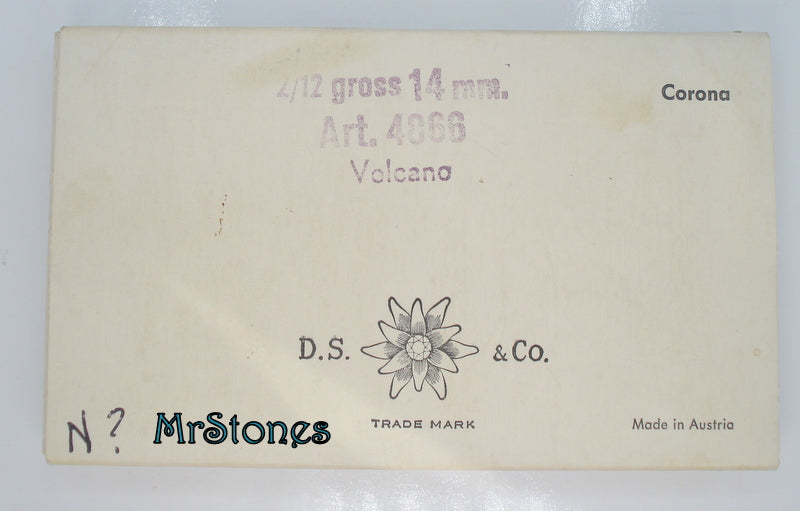 2/12 gross 14 mm.
Corona
Art. 4866
Volcano
D.S. & Co.
TRADE MARK
Made in Austria
N?
MrStones